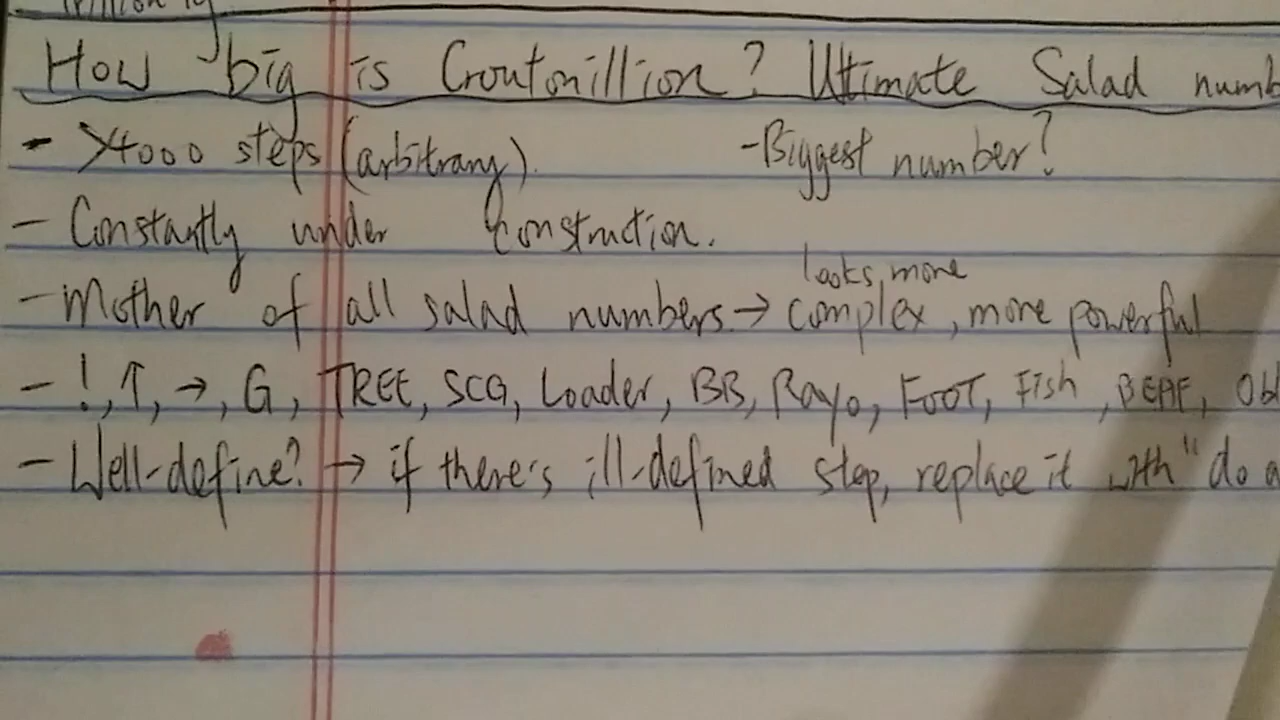 How big is Croutonillion? Ultimate Salad numb
- >4000 steps (arbitrary). -Biggest number?
- Constantly under construction.
looks more
- Mother of all salad numbers. → complex, more powerful
- !, ↑, →, G, TREE, SCG, Loader, BB, Rayo, FOOT, Fish, BEAF, Obl
- Well-define? → if there's ill-defined step, replace it with "do a